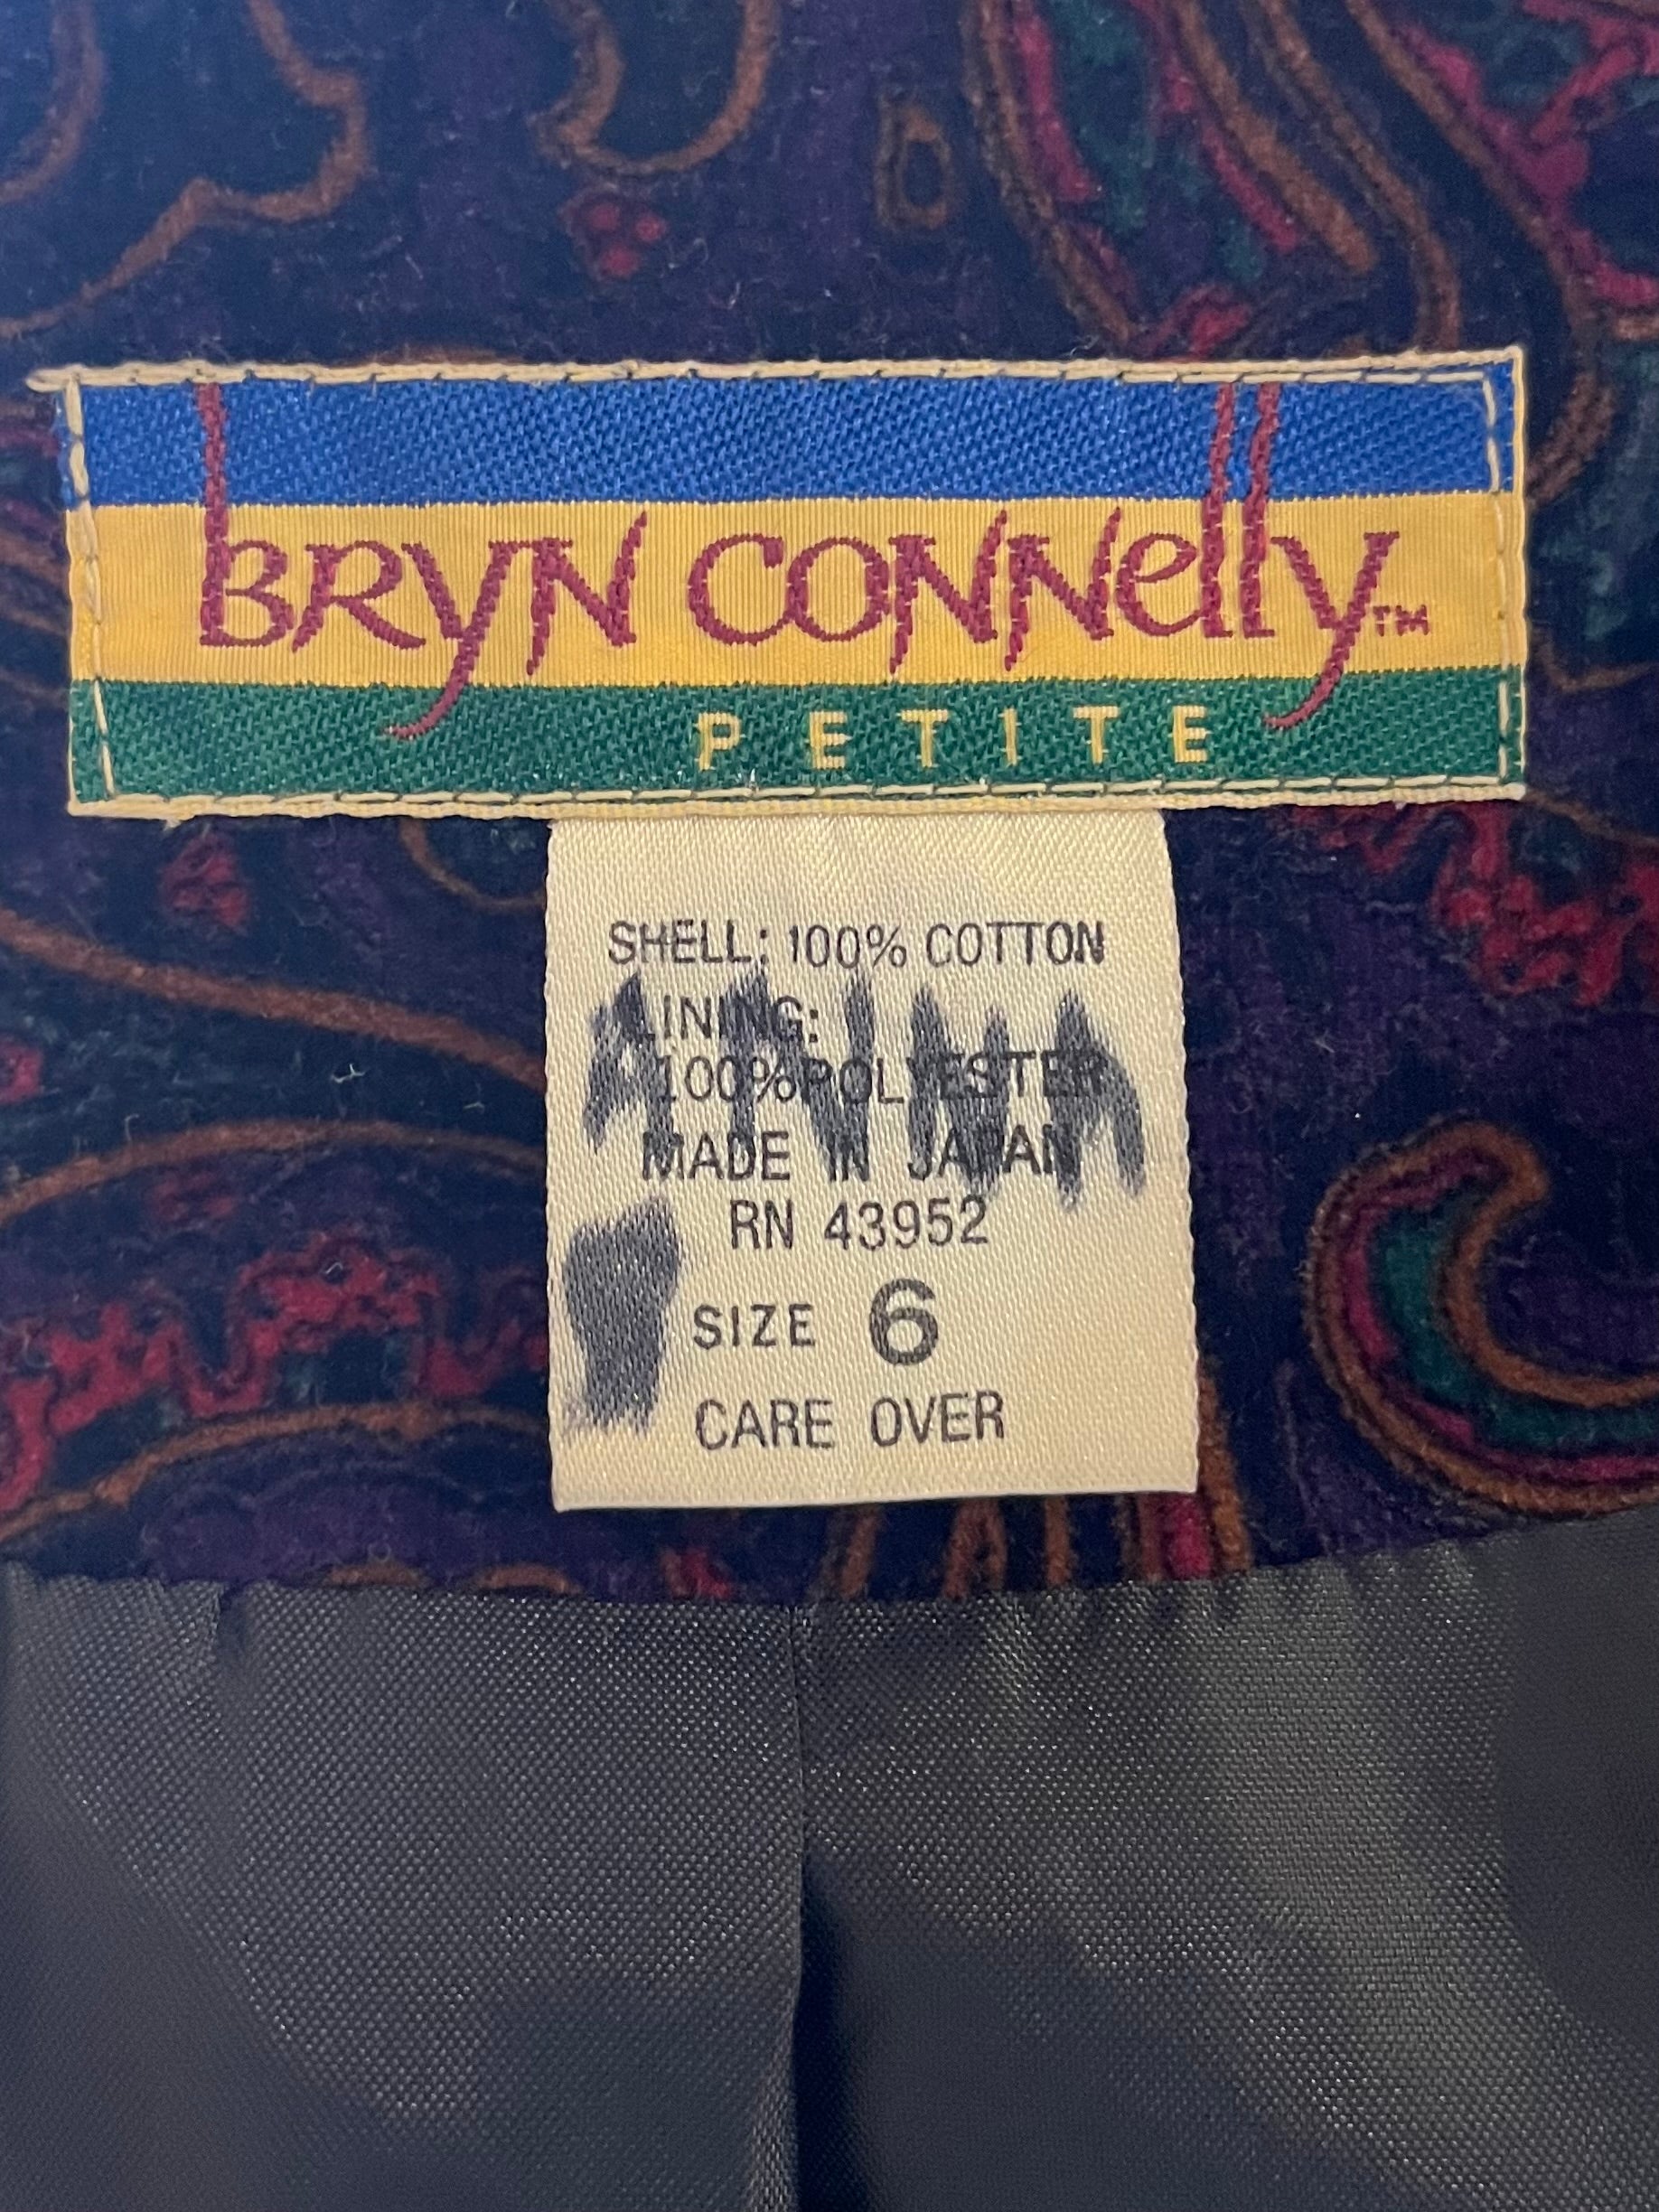 BRYN CONNelly™
PETITE
SHELL: 100% COTTON
LINING:
100%POLYESTER
MADE IN JAPAN
RN 43952
SIZE 6
CARE OVER